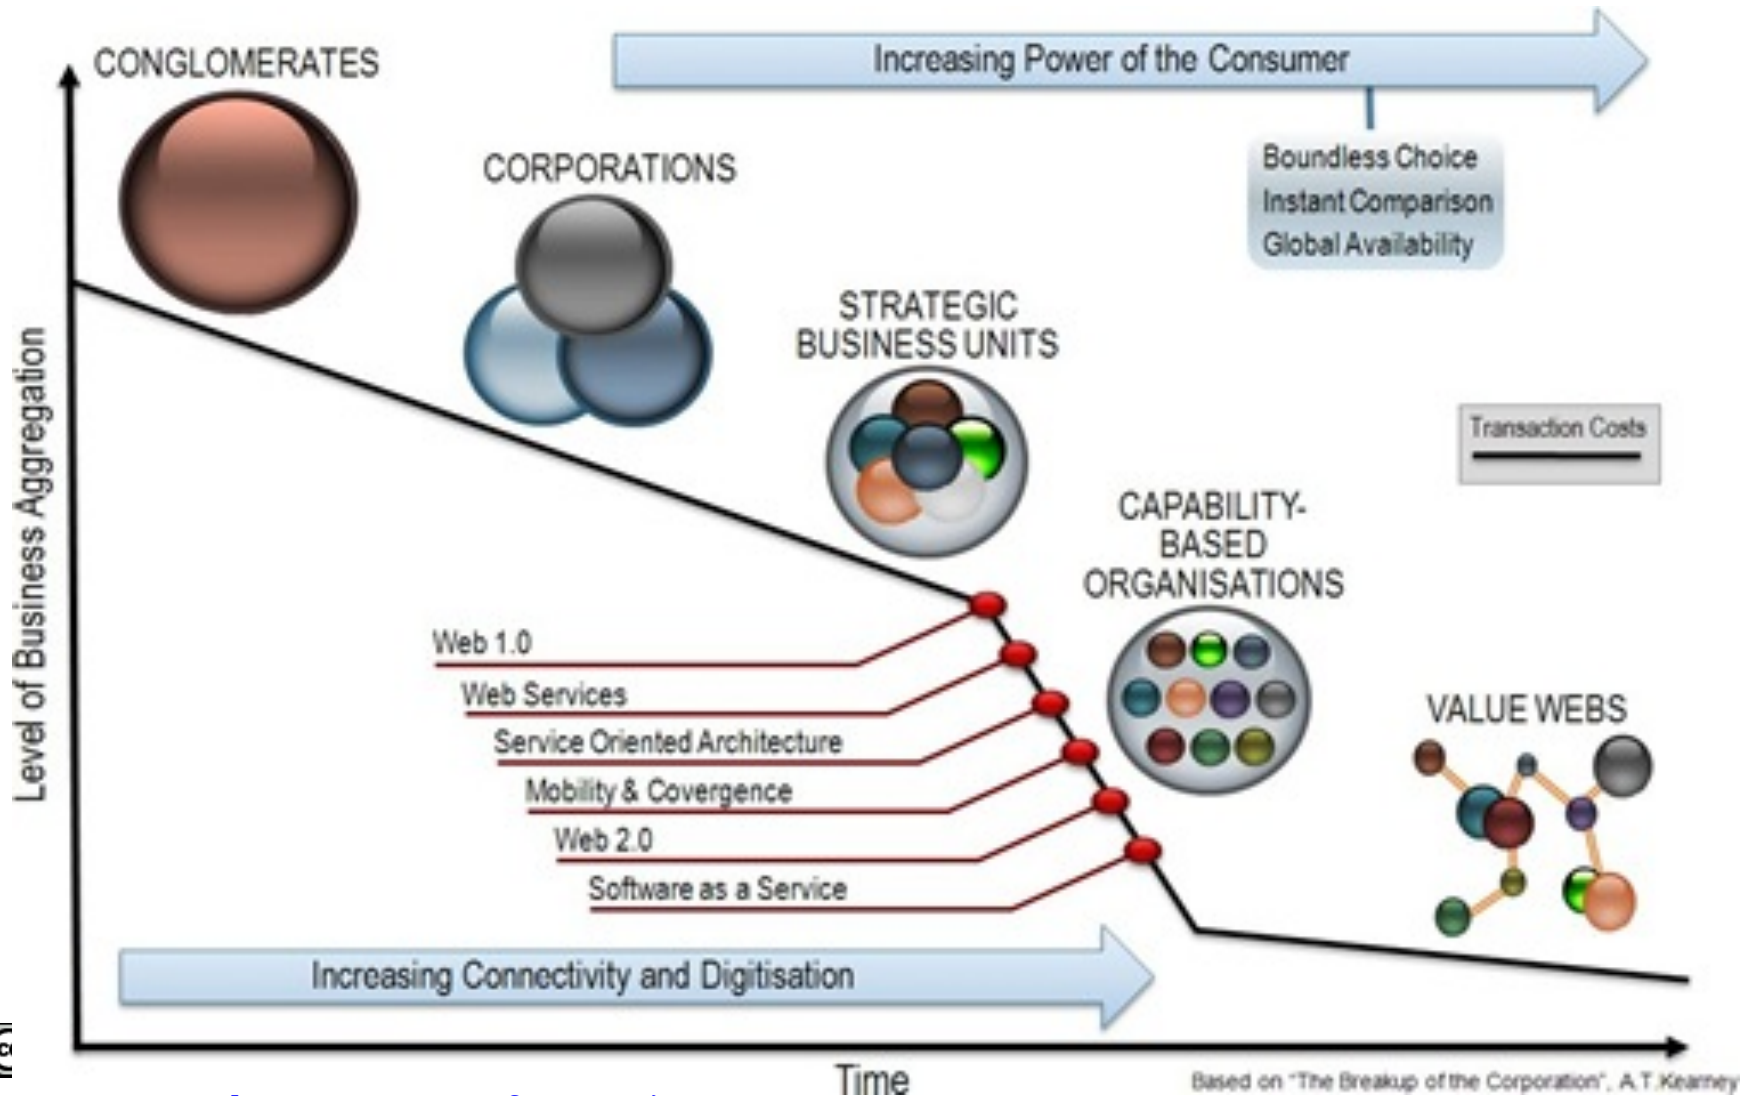 CONGLOMERATES
Increasing Power of the Consumer
Boundless Choice
Instant Comparison
Global Availability
CORPORATIONS
STRATEGIC
BUSINESS UNITS
Transaction Costs
CAPABILITY-
BASED
ORGANISATIONS
VALUE WEBS
Level of Business Aggregation
Web 1.0
Web Services
Service Oriented Architecture
Mobility & Covergence
Web 2.0
Software as a Service
Increasing Connectivity and Digitisation
Time
Based on "The Breakup of the Corporation", A.T.Kearney